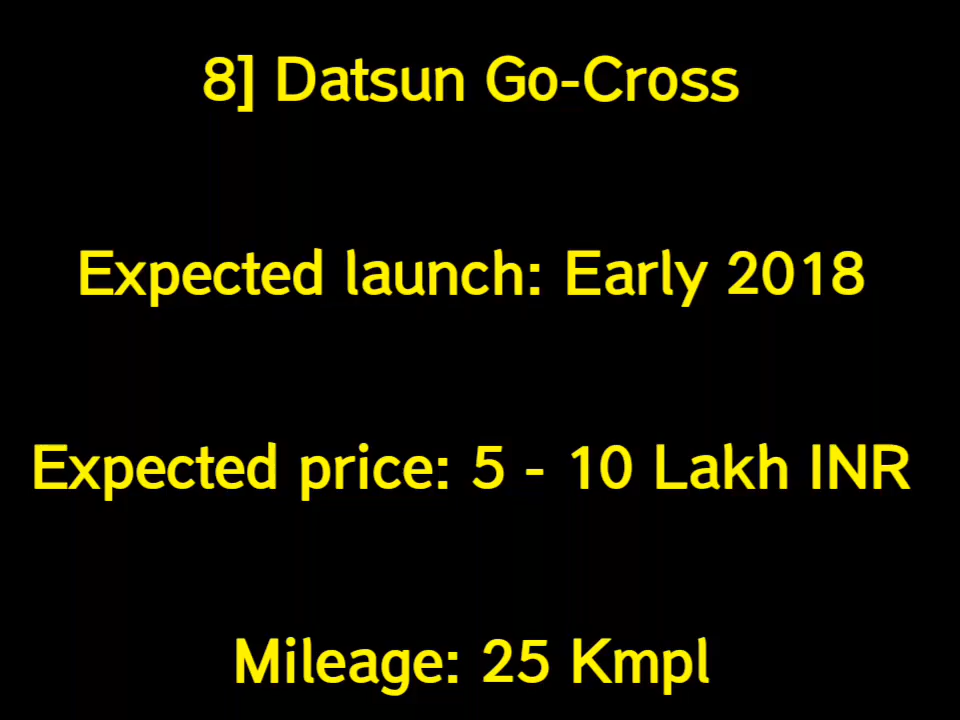 8] Datsun Go-Cross
Expected launch: Early 2018
Expected price: 5 - 10 Lakh INR
Mileage: 25 Kmpl